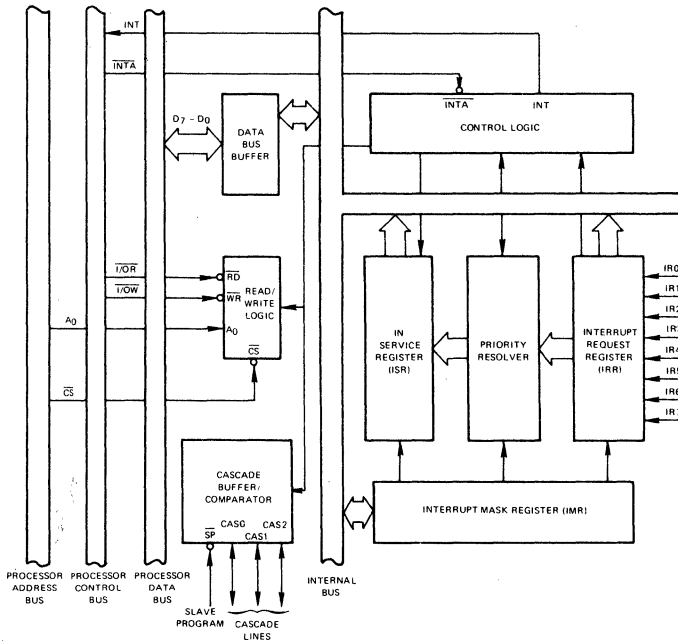 INT
INTA
INTA
INT
CONTROL LOGIC
D7 - D0
DATA
BUS
BUFFER
I/OR
RD
I/OW
WR
READ/
WRITE
LOGIC
A0
A0
CS
CS
IN
SERVICE
REGISTER
(ISR)
PRIORITY
RESOLVER
INTERRUPT
REQUEST
REGISTER
(IRR)
IR0
IR1
IR2
IR3
IR4
IR5
IR6
CASCADE
BUFFER/
COMPARATOR
SP
CAS0
CAS1
CAS2
INTERRUPT MASK REGISTER (IMR)
PROCESSOR
ADDRESS
BUS
PROCESSOR
CONTROL
BUS
PROCESSOR
DATA
BUS
INTERNAL
BUS
SLAVE
PROGRAM
CASCADE
LINES